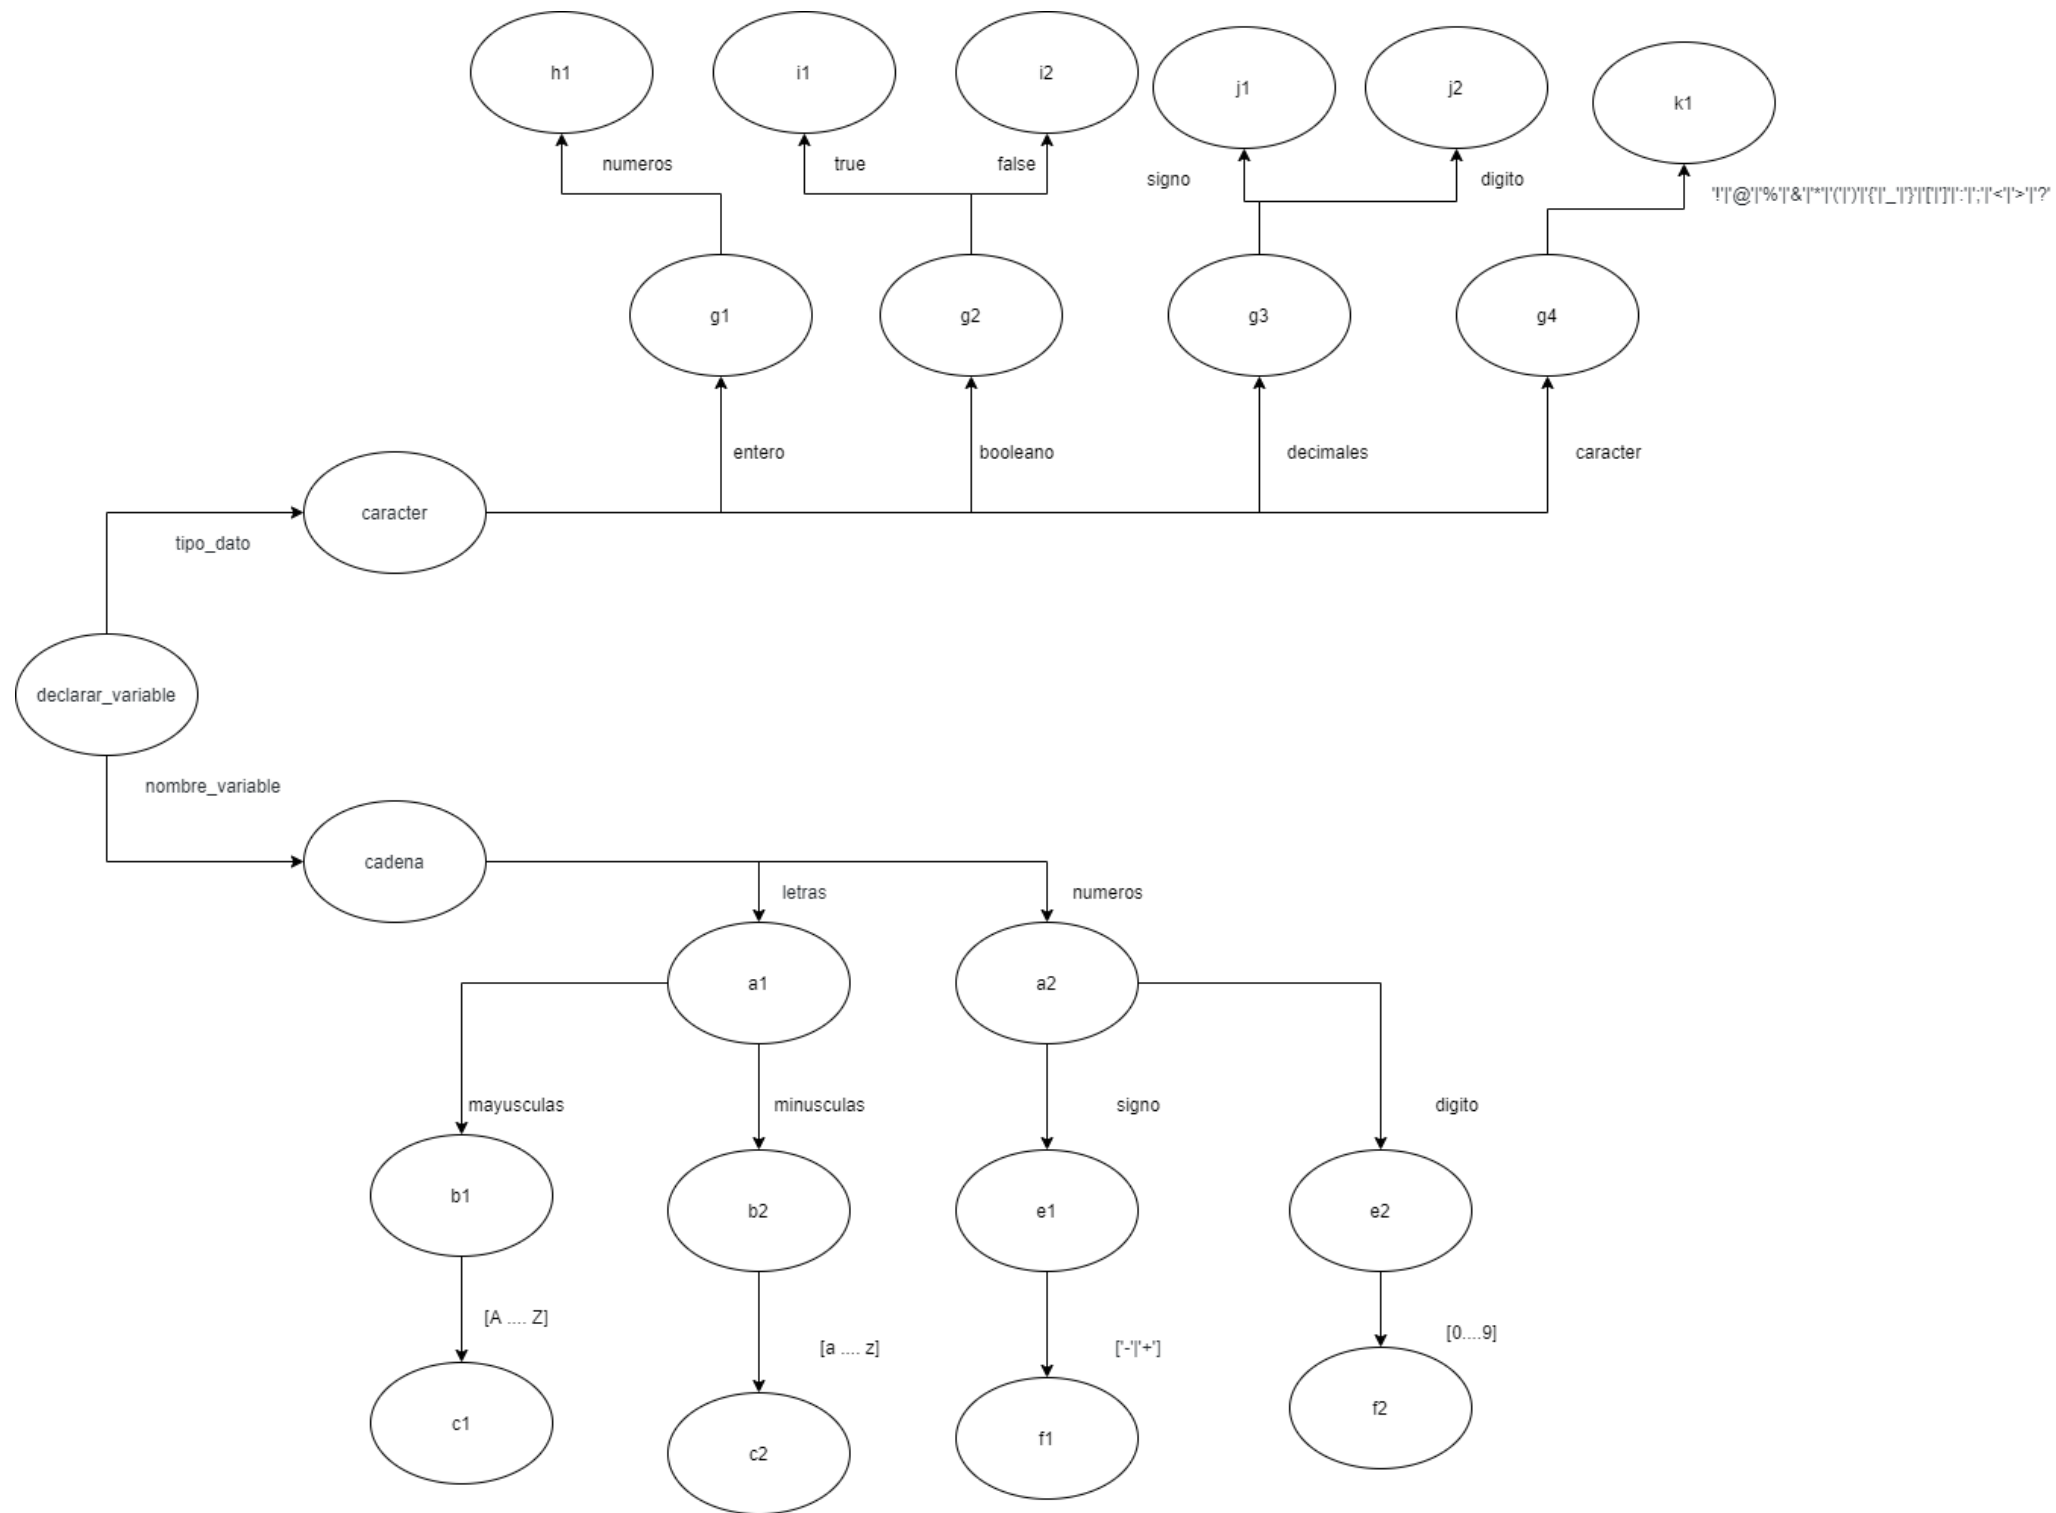 h1
i1
i2
j1
j2
k1
numeros
true
false
signo
digito
'!'|'@'|'%'|'&'|'*'|'('|')'|'{'|'_'|'}'|'['|']'|':'|';'|'<'|'>'|'?'
g1
g2
g3
g4
entero
booleano
decimales
caracter
caracter
tipo_dato
declarar_variable
nombre_variable
cadena
letras
numeros
a1
a2
mayusculas
minusculas
signo
digito
b1
b2
e1
e2
[A .... Z]
[a .... z]
['-'|'+']
[0....9]
c1
c2
f1
f2